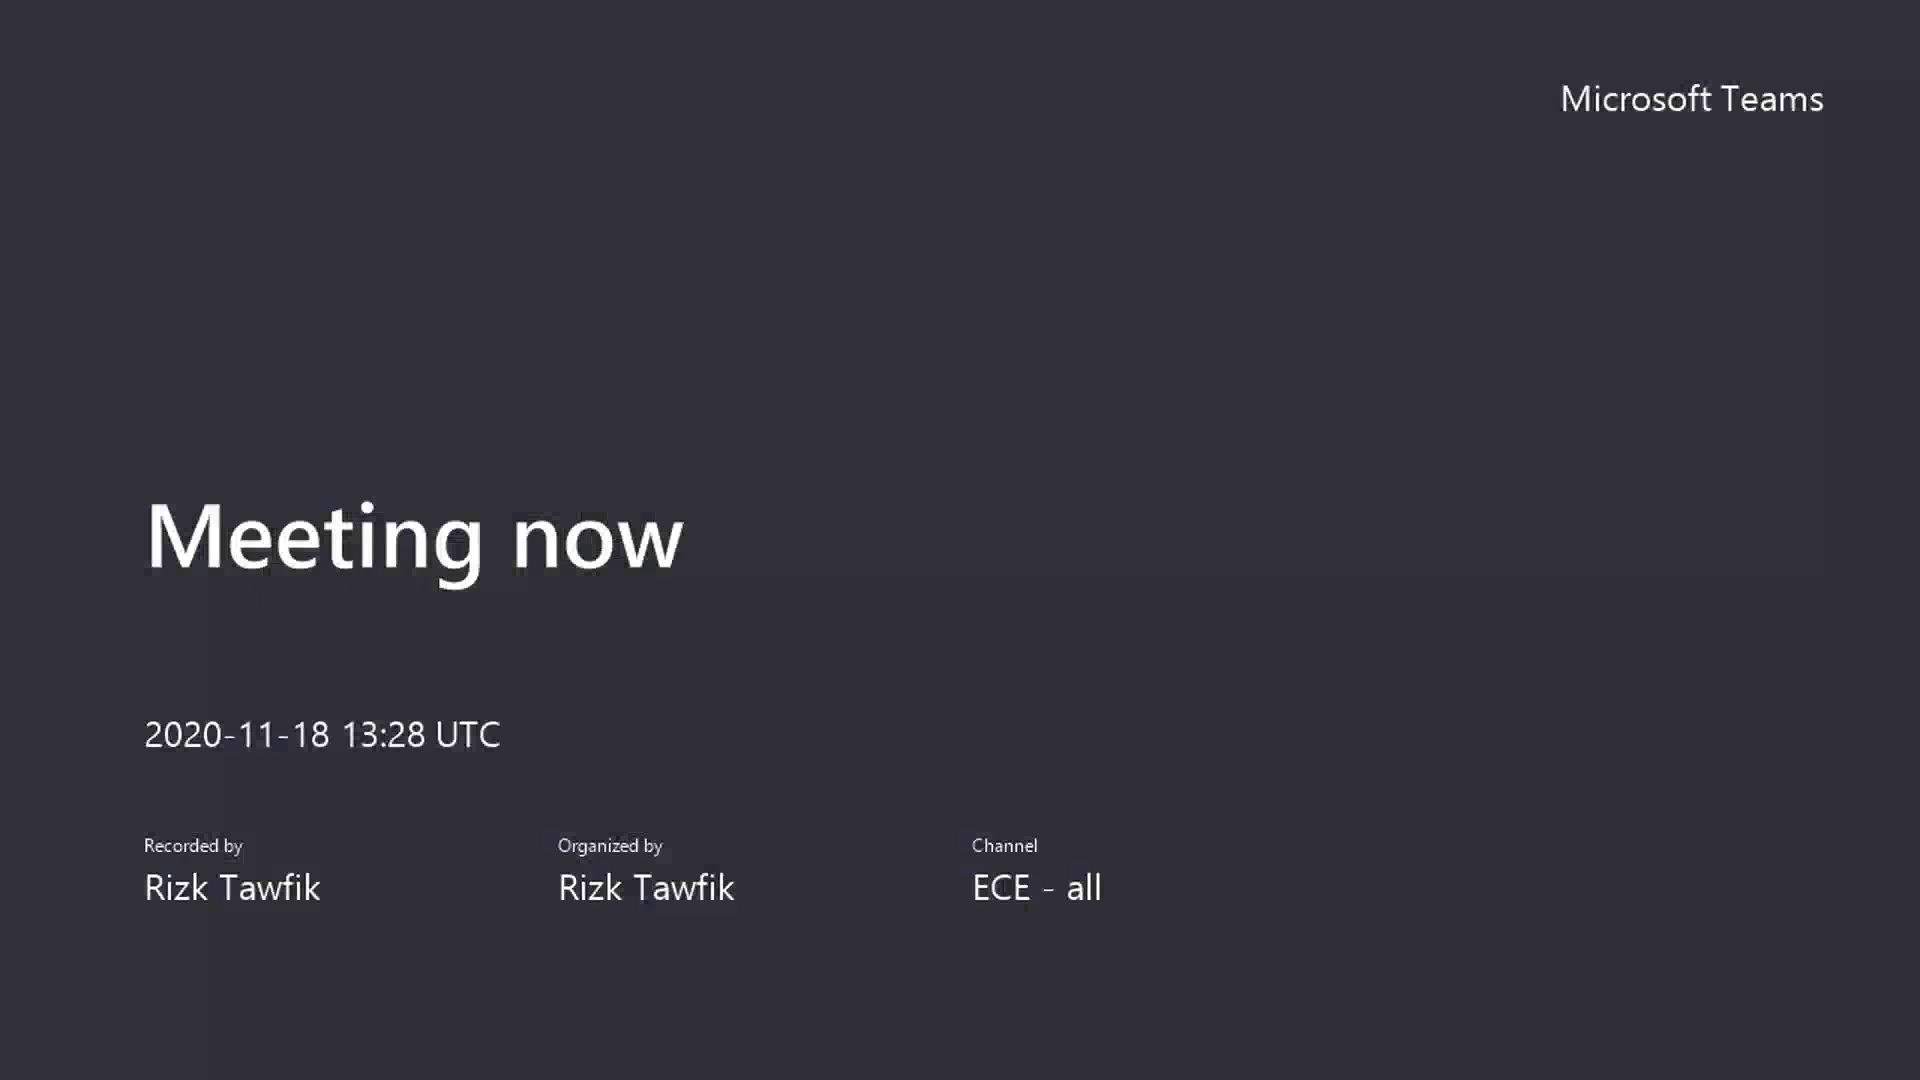 Microsoft Teams
Meeting now
2020-11-18 13:28 UTC
Recorded by
Rizk Tawfik
Organized by
Rizk Tawfik
Channel
ECE - all